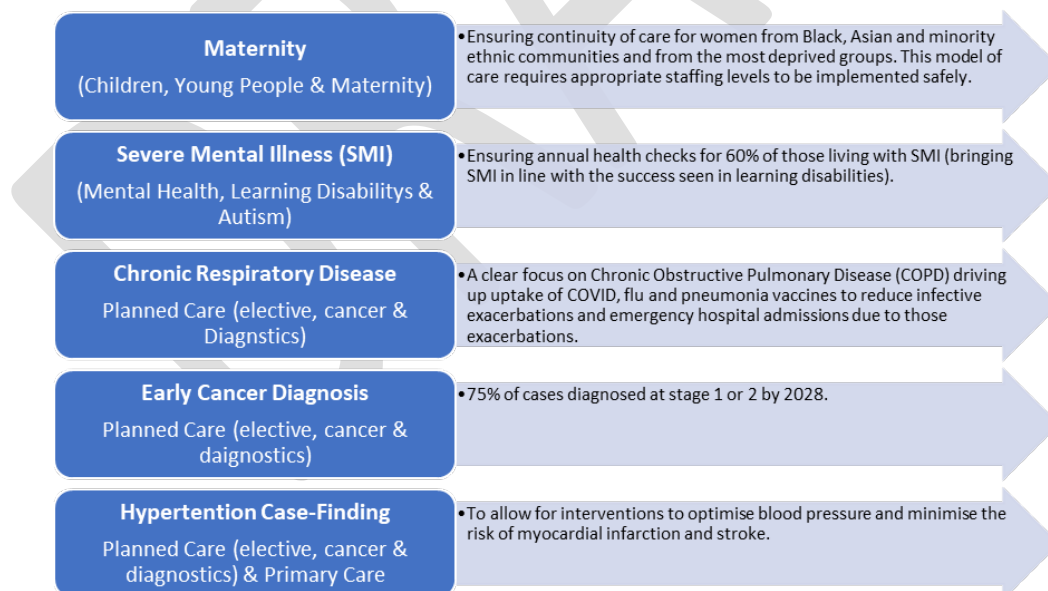 Maternity
(Children, Young People & Maternity)
•Ensuring continuity of care for women from Black, Asian and minority
ethnic communities and from the most deprived groups. This model of
care requires appropriate staffing levels to be implemented safely.
Severe Mental Illness (SMI)
(Mental Health, Learning Disabilitys &
Autism)
•Ensuring annual health checks for 60% of those living with SMI (bringing
SMI in line with the success seen in learning disabilities).
Chronic Respiratory Disease
Planned Care (elective, cancer &
Diagnstics)
•A clear focus on Chronic Obstructive Pulmonary Disease (COPD) driving
up uptake of COVID, flu and pneumonia vaccines to reduce infective
exacerbations and emergency hospital admissions due to those
exacerbations.
Early Cancer Diagnosis
Planned Care (elective, cancer &
daignostics)
•75% of cases diagnosed at stage 1 or 2 by 2028.
Hypertention Case-Finding
Planned Care (elective, cancer &
diagnostics) & Primary Care
•To allow for interventions to optimise blood pressure and minimise the
risk of myocardial infarction and stroke.